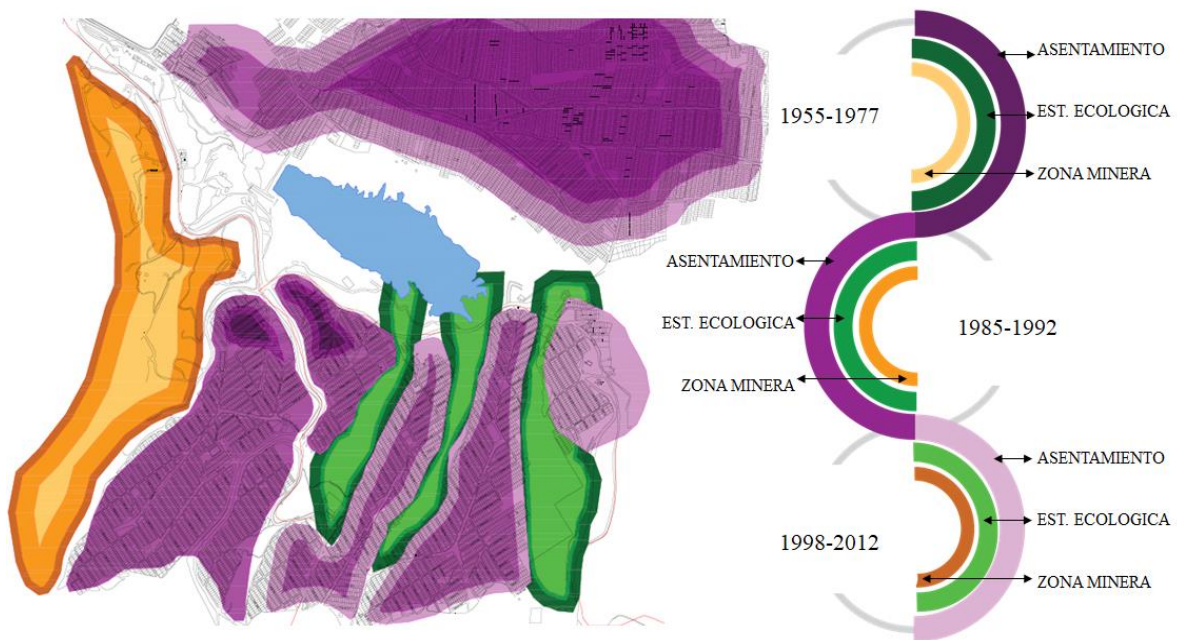 1955-1977
ASENTAMIENTO
EST. ECOLOGICA
ZONA MINERA
ASENTAMIENTO
EST. ECOLOGICA
ZONA MINERA
1985-1992
1998-2012
ASENTAMIENTO
EST. ECOLOGICA
ZONA MINERA